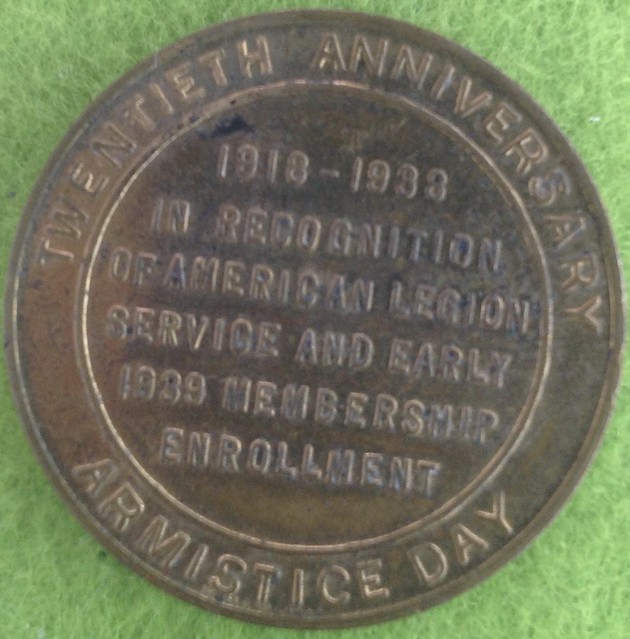 TWENTIETH ANNIVERSARY
1918-1938
IN RECOGNITION
OF AMERICAN LEGION
SERVICE AND EARLY
1939 MEMBERSHIP
ENROLLMENT
ARMISTICE DAY